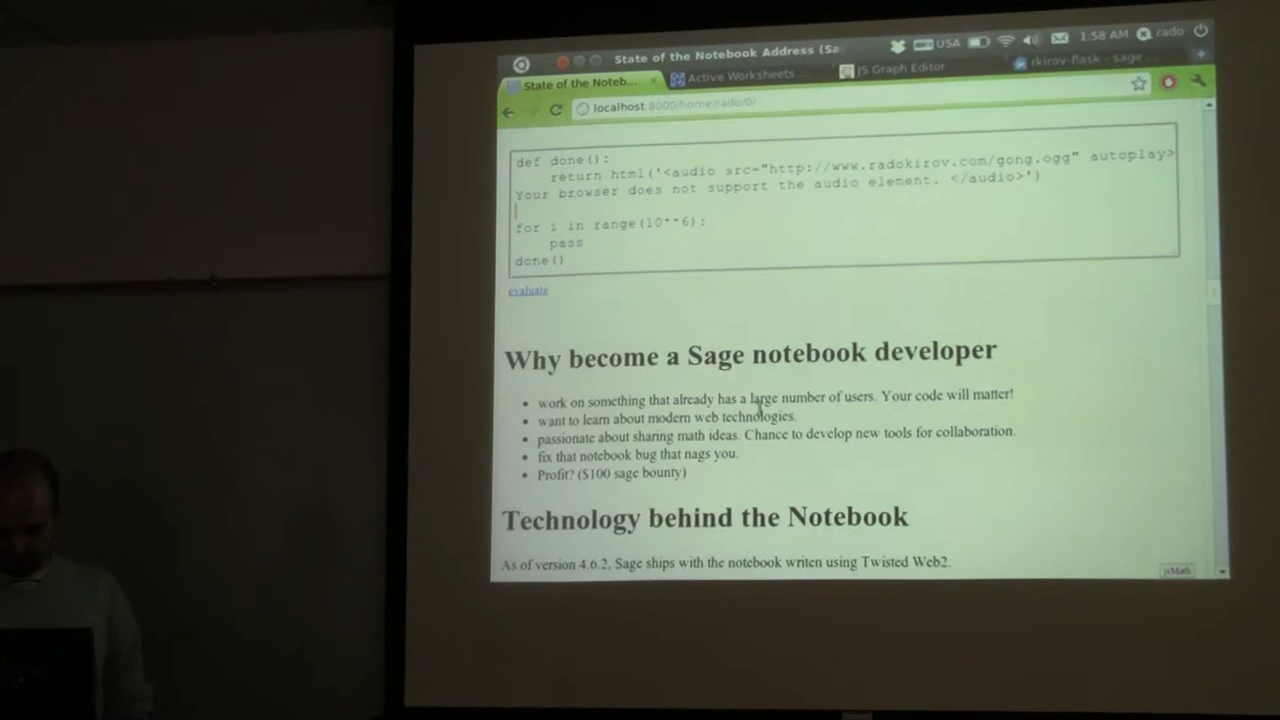 State of the Notebook Address (Sa
USA
1:58 AM
rado
State of the Noteb...
Active Worksheets
JS Graph Editor
rkirov-flask - sage ...
localhost:8000/home/rado/0/
def done():
return html('<audio src="http://www.radokirov.com/gong.ogg" autoplay>
Your browser does not support the audio element. </audio>')
for i in range(10**6):
pass
done()
evaluate
Why become a Sage notebook developer
• work on something that already has a large number of users. Your code will matter!
• want to learn about modern web technologies.
• passionate about sharing math ideas. Chance to develop new tools for collaboration.
• fix that notebook bug that nags you.
• Profit? ($100 sage bounty)
Technology behind the Notebook
As of version 4.6.2, Sage ships with the notebook writen using Twisted Web2.
jsMath